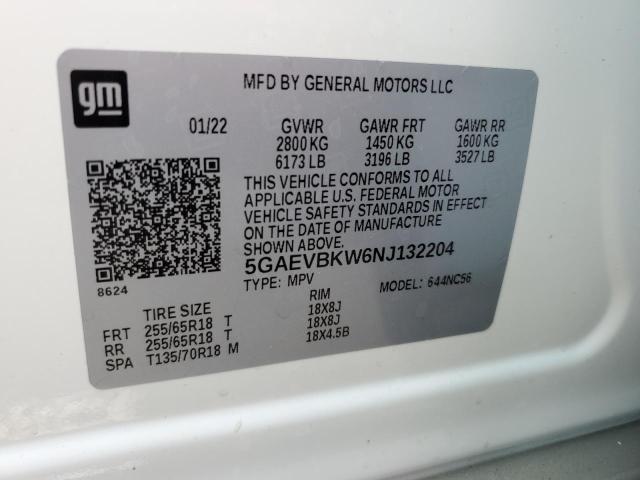 gm
MFD BY GENERAL MOTORS LLC
01/22 GVWR GAWR FRT GAWR RR
2800 KG 1450 KG 1600 KG
6173 LB 3196 LB 3527 LB
THIS VEHICLE CONFORMS TO ALL
APPLICABLE U.S. FEDERAL MOTOR
VEHICLE SAFETY STANDARDS IN EFFECT
ON THE DATE OF MANUFACTURE
SHOWN ABOVE.
5GAEVBKW6NJ132204
8624
TYPE: MPV MODEL: 644NC56
TIRE SIZE RIM
FRT 255/65R18 T 18X8J
RR 255/65R18 T 18X8J
SPA T135/70R18 M 18X4.5B